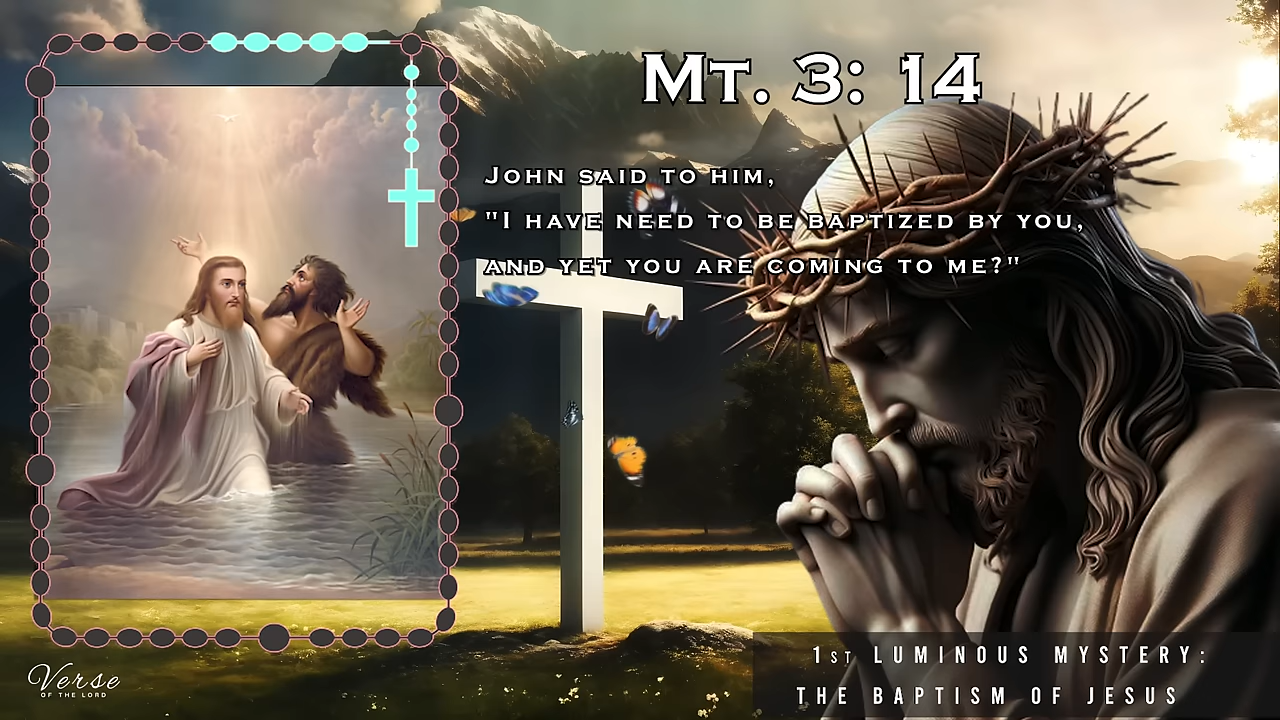 Mt. 3: 14
John said to him,
"I have need to be baptized by you,
and yet you are coming to me?"
1st LUMINOUS MYSTERY:
THE BAPTISM OF JESUS
Verse
OF THE LORD